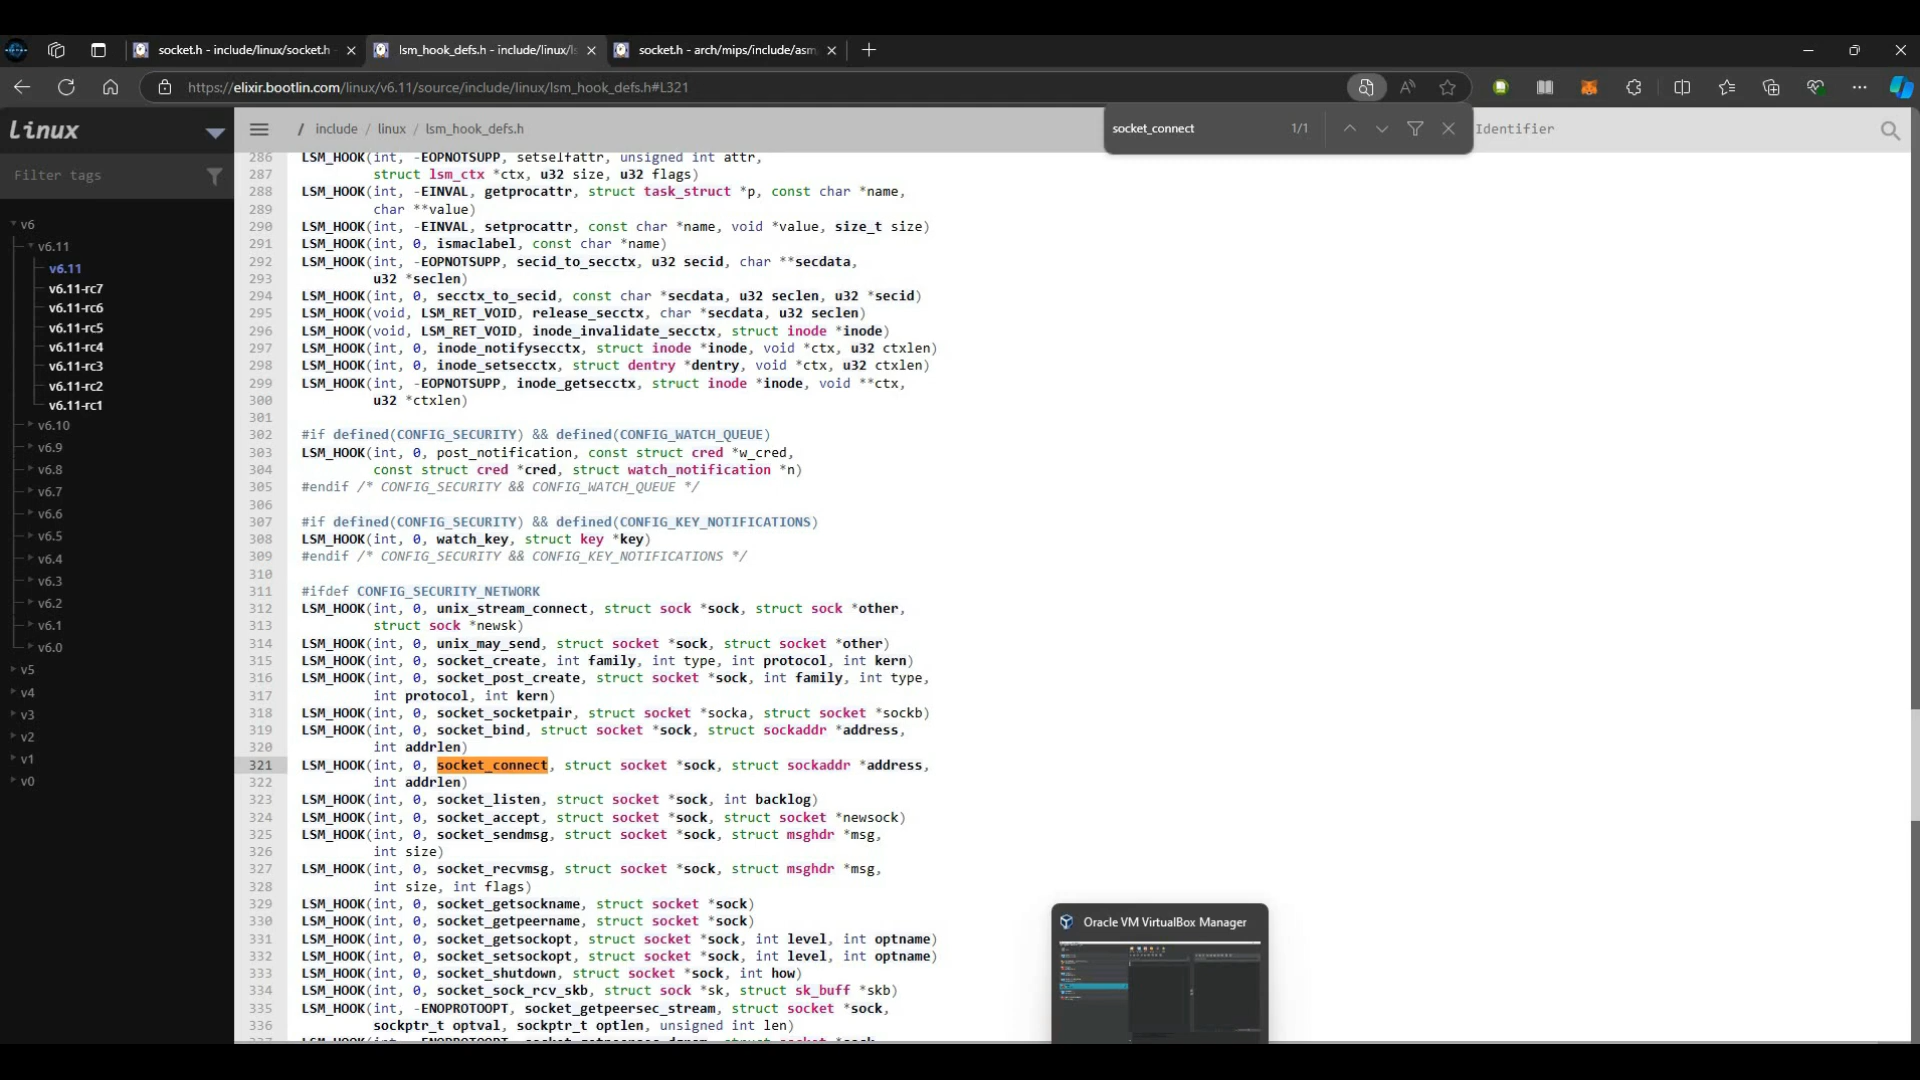 socket.h - include/linux/socket.h
lsm_hook_defs.h - include/linux/ls
socket.h - arch/mips/include/asm
https://elixir.bootlin.com/linux/v6.11/source/include/linux/lsm_hook_defs.h#L321
Linux
/ include / linux / lsm_hook_defs.h
socket_connect 1/1
Identifier
Filter tags
v6
v6.11
v6.11
v6.11-rc7
v6.11-rc6
v6.11-rc5
v6.11-rc4
v6.11-rc3
v6.11-rc2
v6.11-rc1
v6.10
v6.9
v6.8
v6.7
v6.6
v6.5
v6.4
v6.3
v6.2
v6.1
v6.0
v5
v4
v3
v2
v1
v0
286 LSM_HOOK(int, -EOPNOTSUPP, setselfattr, unsigned int attr,
287 struct lsm_ctx *ctx, u32 size, u32 flags)
288 LSM_HOOK(int, -EINVAL, getprocattr, struct task_struct *p, const char *name,
289 char **value)
290 LSM_HOOK(int, -EINVAL, setprocattr, const char *name, void *value, size_t size)
291 LSM_HOOK(int, 0, ismaclabel, const char *name)
292 LSM_HOOK(int, -EOPNOTSUPP, secid_to_secctx, u32 secid, char **secdata,
293 u32 *seclen)
294 LSM_HOOK(int, 0, secctx_to_secid, const char *secdata, u32 seclen, u32 *secid)
295 LSM_HOOK(void, LSM_RET_VOID, release_secctx, char *secdata, u32 seclen)
296 LSM_HOOK(void, LSM_RET_VOID, inode_invalidate_secctx, struct inode *inode)
297 LSM_HOOK(int, 0, inode_notifysecctx, struct inode *inode, void *ctx, u32 ctxlen)
298 LSM_HOOK(int, 0, inode_setsecctx, struct dentry *dentry, void *ctx, u32 ctxlen)
299 LSM_HOOK(int, -EOPNOTSUPP, inode_getsecctx, struct inode *inode, void **ctx,
300 u32 *ctxlen)
301
302 #if defined(CONFIG_SECURITY) && defined(CONFIG_WATCH_QUEUE)
303 LSM_HOOK(int, 0, post_notification, const struct cred *w_cred,
304 const struct cred *cred, struct watch_notification *n)
305 #endif /* CONFIG_SECURITY && CONFIG_WATCH_QUEUE */
306
307 #if defined(CONFIG_SECURITY) && defined(CONFIG_KEY_NOTIFICATIONS)
308 LSM_HOOK(int, 0, watch_key, struct key *key)
309 #endif /* CONFIG_SECURITY && CONFIG_KEY_NOTIFICATIONS */
310
311 #ifdef CONFIG_SECURITY_NETWORK
312 LSM_HOOK(int, 0, unix_stream_connect, struct sock *sock, struct sock *other,
313 struct sock *newsk)
314 LSM_HOOK(int, 0, unix_may_send, struct socket *sock, struct socket *other)
315 LSM_HOOK(int, 0, socket_create, int family, int type, int protocol, int kern)
316 LSM_HOOK(int, 0, socket_post_create, struct socket *sock, int family, int type,
317 int protocol, int kern)
318 LSM_HOOK(int, 0, socket_socketpair, struct socket *socka, struct socket *sockb)
319 LSM_HOOK(int, 0, socket_bind, struct socket *sock, struct sockaddr *address,
320 int addrlen)
321 LSM_HOOK(int, 0, socket_connect, struct socket *sock, struct sockaddr *address,
322 int addrlen)
323 LSM_HOOK(int, 0, socket_listen, struct socket *sock, int backlog)
324 LSM_HOOK(int, 0, socket_accept, struct socket *sock, struct socket *newsock)
325 LSM_HOOK(int, 0, socket_sendmsg, struct socket *sock, struct msghdr *msg,
326 int size)
327 LSM_HOOK(int, 0, socket_recvmsg, struct socket *sock, struct msghdr *msg,
328 int size, int flags)
329 LSM_HOOK(int, 0, socket_getsockname, struct socket *sock)
330 LSM_HOOK(int, 0, socket_getpeername, struct socket *sock)
331 LSM_HOOK(int, 0, socket_getsockopt, struct socket *sock, int level, int optname)
332 LSM_HOOK(int, 0, socket_setsockopt, struct socket *sock, int level, int optname)
333 LSM_HOOK(int, 0, socket_shutdown, struct socket *sock, int how)
334 LSM_HOOK(int, 0, socket_sock_rcv_skb, struct sock *sk, struct sk_buff *skb)
335 LSM_HOOK(int, -ENOPROTOOPT, socket_getpeersec_stream, struct socket *sock,
336 sockptr_t optval, sockptr_t optlen, unsigned int len)
Oracle VM VirtualBox Manager